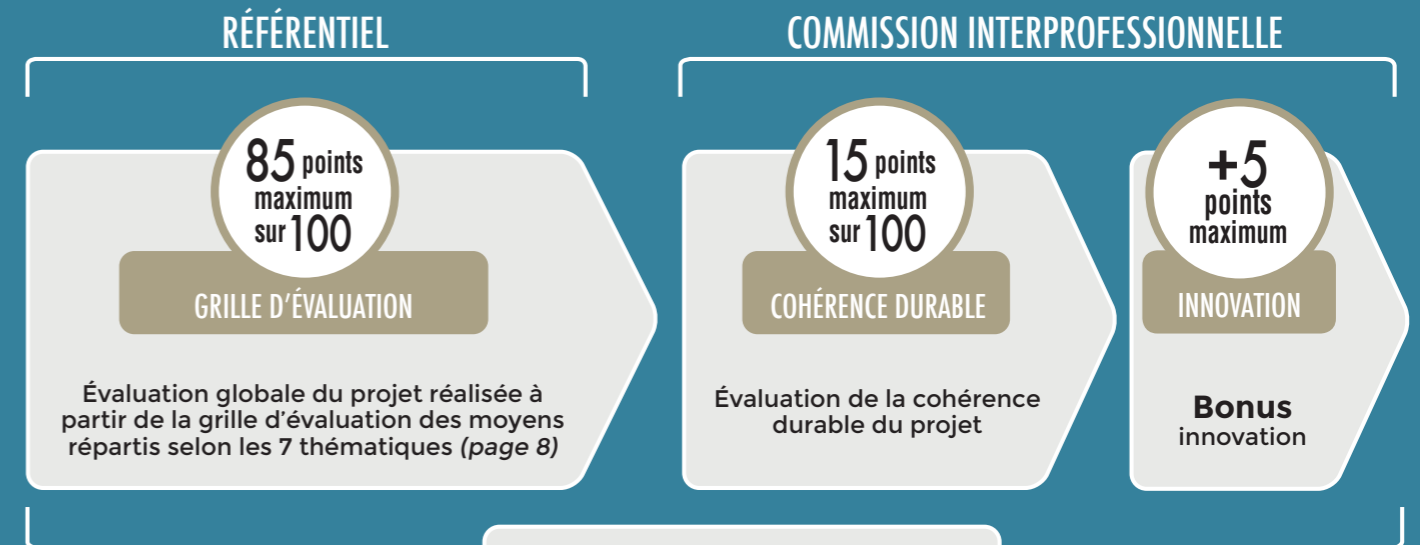 RÉFÉRENTIEL
85 points
maximum
sur 100
GRILLE D'ÉVALUATION
Évaluation globale du projet réalisée à
partir de la grille d'évaluation des moyens
répartis selon les 7 thématiques (page 8)
COMMISSION INTERPROFESSIONNELLE
15 points
maximum
sur 100
COHÉRENCE DURABLE
Évaluation de la cohérence
durable du projet
+5
points
maximum
INNOVATION
Bonus
innovation